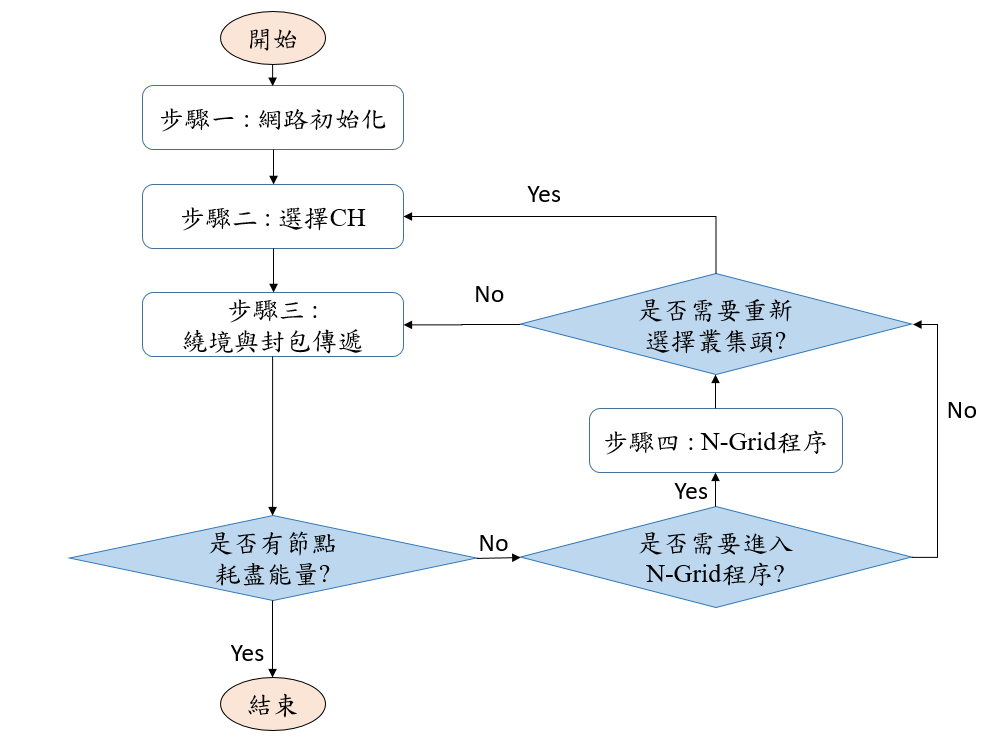 開始
步驟一 : 網路初始化
步驟二 : 選擇CH
Yes
步驟三 :
繞境與封包傳遞
No
是否需要重新
選擇叢集頭?
No
步驟四 : N-Grid程序
Yes
是否有節點
耗盡能量?
No
是否需要進入
N-Grid程序?
Yes
結束